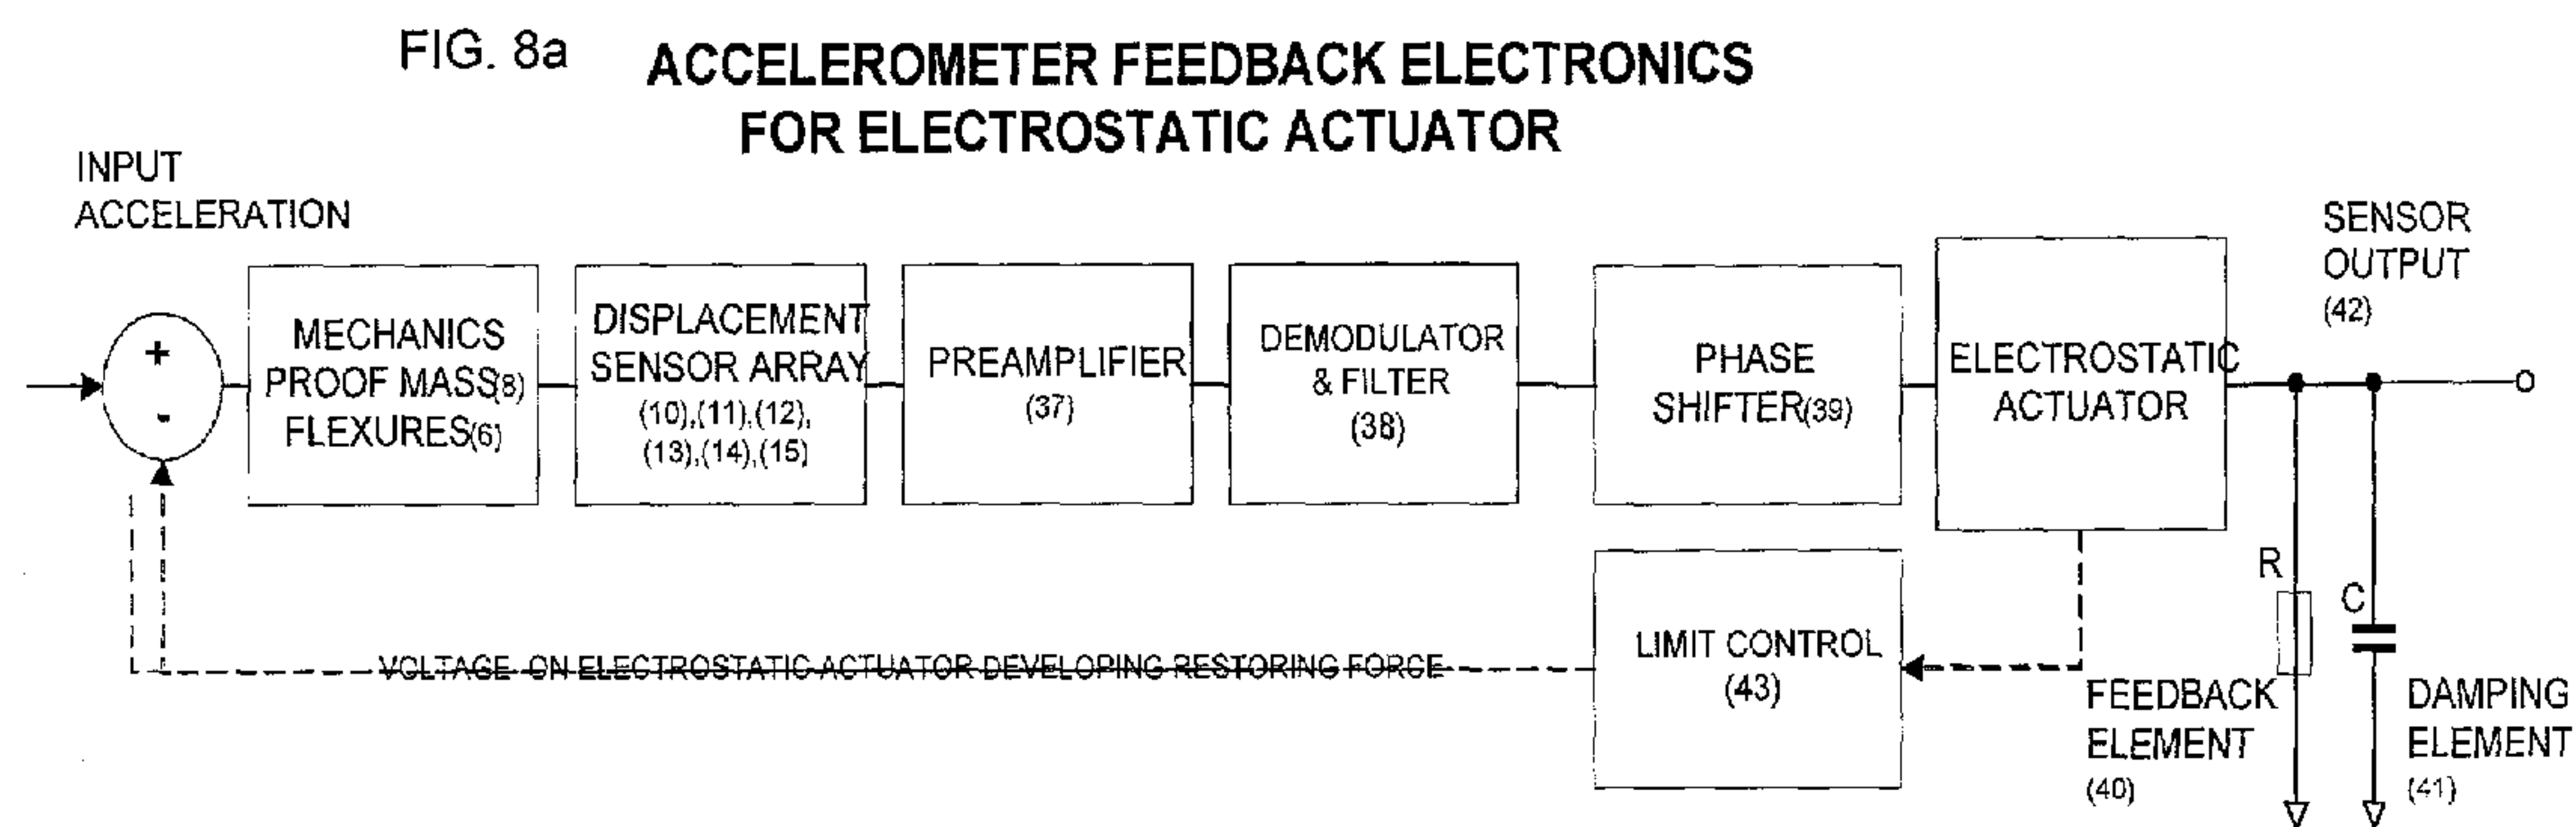 FIG. 8a
ACCELEROMETER FEEDBACK ELECTRONICS
FOR ELECTROSTATIC ACTUATOR
INPUT
ACCELERATION
+
-
MECHANICS
PROOF MASS(8)
FLEXURES(6)
DISPLACEMENT
SENSOR ARRAY
(10),(11),(12),
(13),(14),(15)
PREAMPLIFIER
(37)
DEMODULATOR
& FILTER
(38)
PHASE
SHIFTER(39)
ELECTROSTATIC
ACTUATOR
SENSOR
OUTPUT
(42)
R
C
LIMIT CONTROL
(43)
VOLTAGE ON ELECTROSTATIC ACTUATOR DEVELOPING RESTORING FORCE
FEEDBACK
ELEMENT
(40)
DAMPING
ELEMENT
(41)